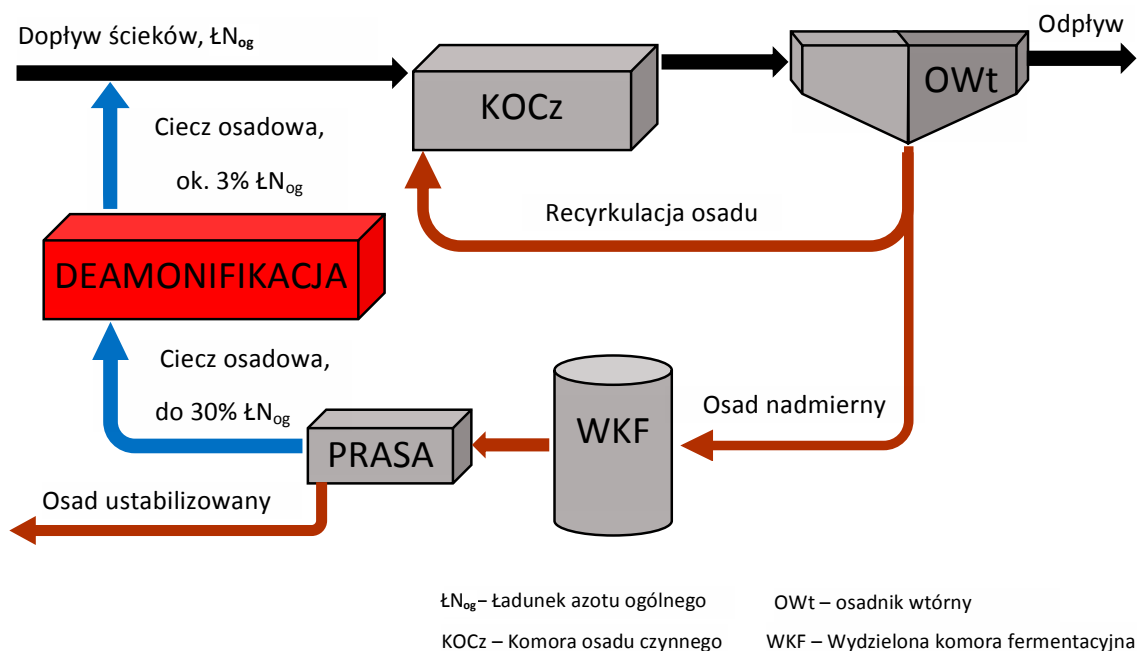 Dopływ ścieków, ŁNog
Odpływ
KOCz
OWt
Ciecz osadowa,
ok. 3% ŁNog
Recyrkulacja osadu
DEAMONIFIKACJA
Ciecz osadowa,
do 30% ŁNog
Osad nadmierny
WKF
PRASA
Osad ustabilizowany
ŁNog – Ładunek azotu ogólnego
OWt – osadnik wtórny
KOCz – Komora osadu czynnego
WKF – Wydzielona komora fermentacyjna